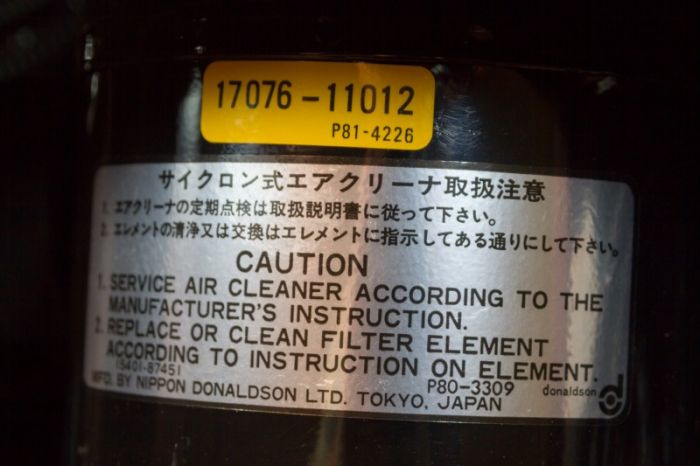 17076-11012
P81-4226
サイクロン式エアクリーナ取扱注意
1. エアクリーナの定期点検は取扱説明書に従って下さい。
2. エレメントの清浄又は交換はエレメントに指示してある通りにして下さい。
CAUTION
1. SERVICE AIR CLEANER ACCORDING TO THE
MANUFACTURER'S INSTRUCTION.
2. REPLACE OR CLEAN FILTER ELEMENT
ACCORDING TO INSTRUCTION ON ELEMENT.
(5401-8745)
P80-3309
MFD. BY NIPPON DONALDSON LTD. TOKYO, JAPAN
donaldson